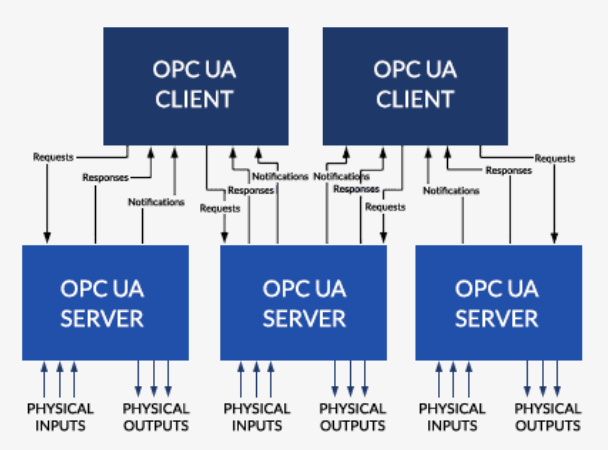 OPC UA
CLIENT
OPC UA
CLIENT
Requests
Responses
Notifications
Requests
Responses
Notifications
Notifications
Responses
Requests
Notifications
Responses
Requests
OPC UA
SERVER
OPC UA
SERVER
OPC UA
SERVER
PHYSICAL
INPUTS
PHYSICAL
OUTPUTS
PHYSICAL
INPUTS
PHYSICAL
OUTPUTS
PHYSICAL
INPUTS
PHYSICAL
OUTPUTS